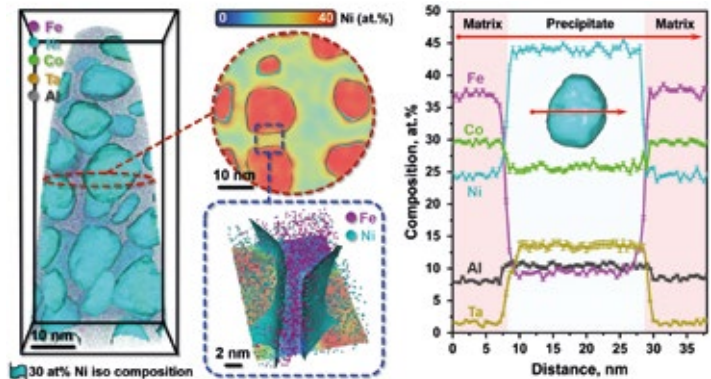 Fe
Ni
Co
Ta
Al
10 nm
30 at% Ni iso composition
0 40 Ni (at.%)
10 nm
Fe
Ni
2 nm
Matrix Precipitate Matrix
Composition, at.%
50
45
40
35
30
25
20
15
10
5
0
Fe
Co
Ni
Al
Ta
0 5 10 15 20 25 30 35
Distance, nm